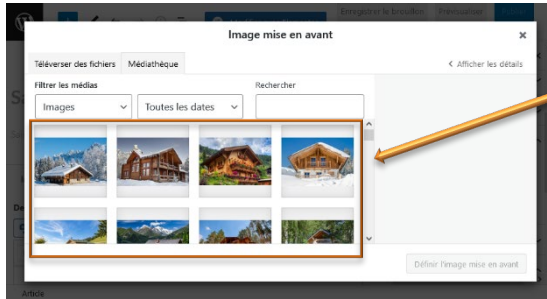 Enregistrer le brouillon Prévisualiser
Image mise en avant
Téléverser des fichiers Médiathèque
Afficher les détails
Filtrer les médias Rechercher
Images Toutes les dates
Définir l'image mise en avant
Article